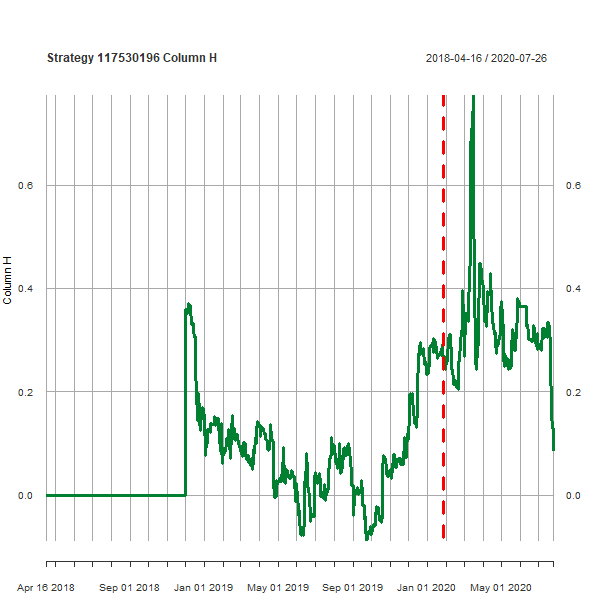 Strategy 117530196 Column H
2018-04-16 / 2020-07-26
Column H
0.6
0.6
0.4
0.4
0.2
0.2
0.0
0.0
Apr 16 2018
Sep 01 2018
Jan 01 2019
May 01 2019
Sep 01 2019
Jan 01 2020
May 01 2020